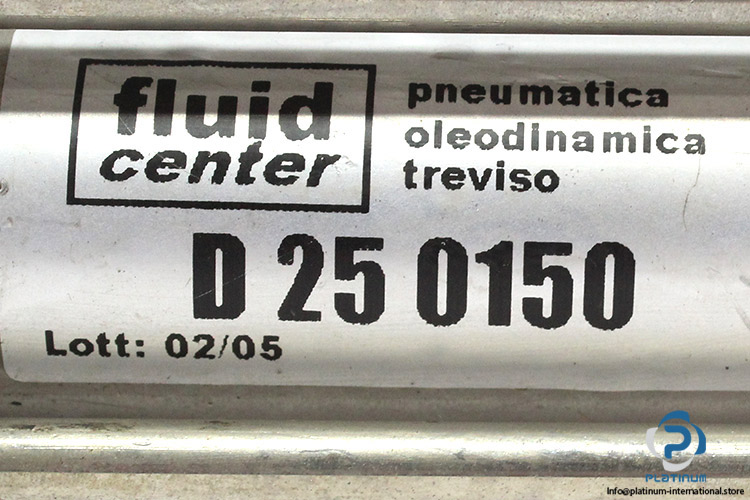 fluid
center
pneumatica
oleodinamica
treviso
D 25 0150
Lott: 02/05
PLATINUM
Info@platinum-international.store